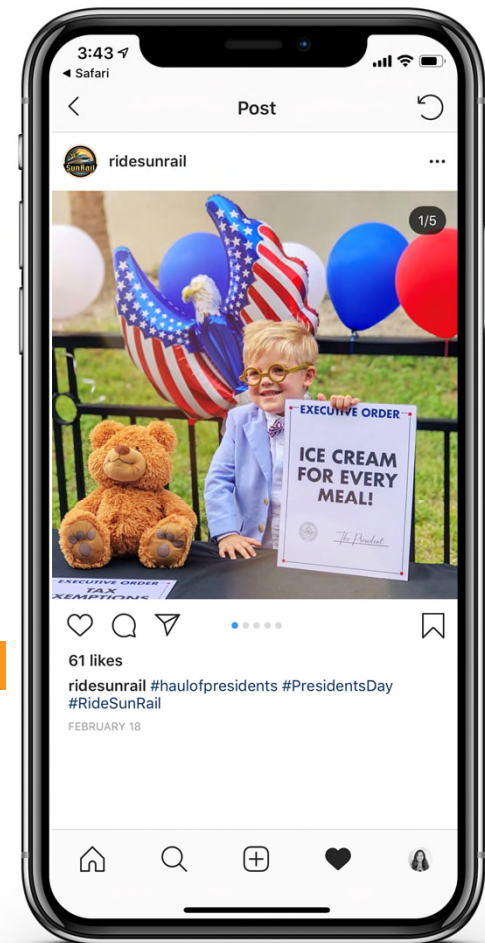 3:43
Safari
Post
SunRail
ridesunrail
1/5
EXECUTIVE ORDER
ICE CREAM
FOR EVERY
MEAL!
The President
EXECUTIVE ORDER
TAX
EXEMPTIONS
61 likes
ridesunrail #haulofpresidents #PresidentsDay
#RideSunRail
FEBRUARY 18